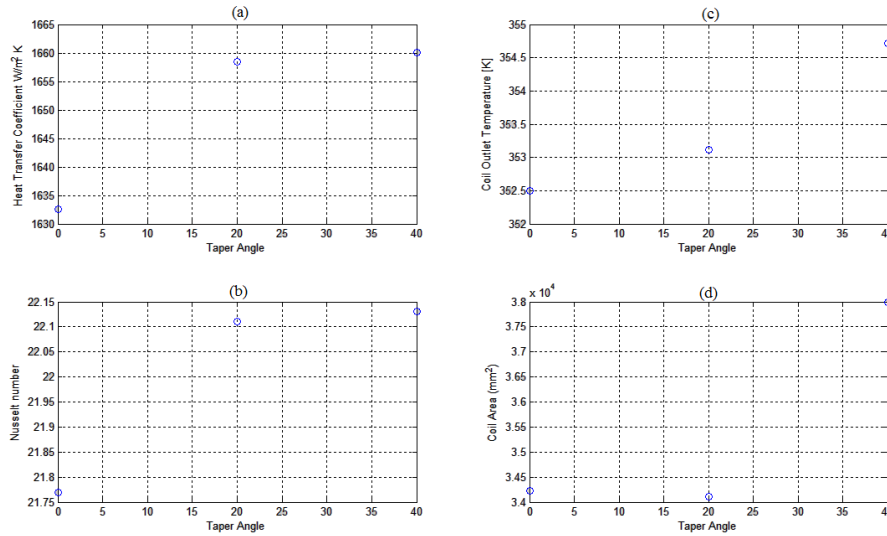 (a)
1665
1660
1655
1650
1645
1640
1635
1630
Heat Transfer Coefficient W/m² K
0 5 10 15 20 25 30 35 40
Taper Angle
(c)
355
354.5
354
353.5
353
352.5
362
Coil Outlet Temperature [K]
0 5 10 15 20 25 30 35 40
Taper Angle
(b)
22.15
22.1
22.05
22
21.95
21.9
21.85
21.8
21.75
Nusselt number
0 5 10 15 20 25 30 35 40
Taper Angle
x 10⁴
(d)
3.8
3.75
3.7
3.65
3.6
3.55
3.5
3.45
3.4
Coil Area (mm²)
0 5 10 15 20 25 30 35 40
Taper Angle